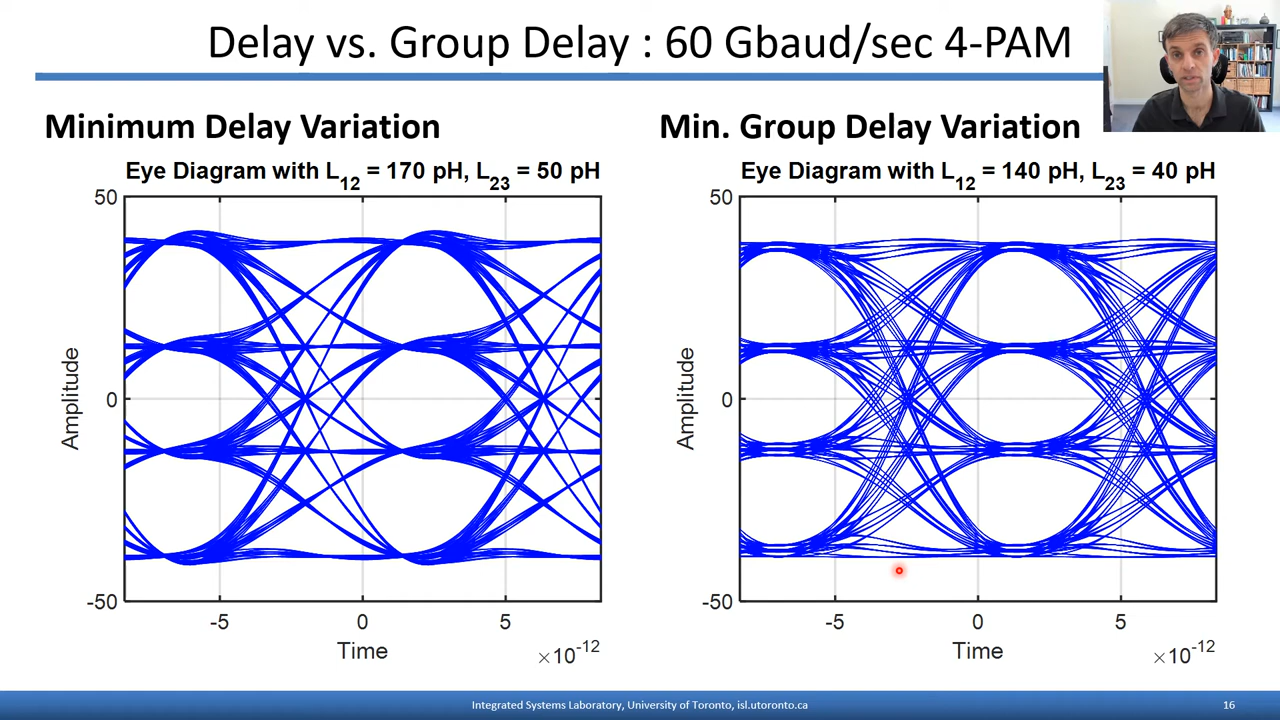 Delay vs. Group Delay : 60 Gbaud/sec 4-PAM
Minimum Delay Variation
Eye Diagram with L12 = 170 pH, L23 = 50 pH
50
0
-50
Amplitude
-5 0 5
Time
×10-12
Min. Group Delay Variation
Eye Diagram with L12 = 140 pH, L23 = 40 pH
50
0
-50
Amplitude
-5 0 5
Time
×10-12
Integrated Systems Laboratory, University of Toronto, isl.utoronto.ca
16